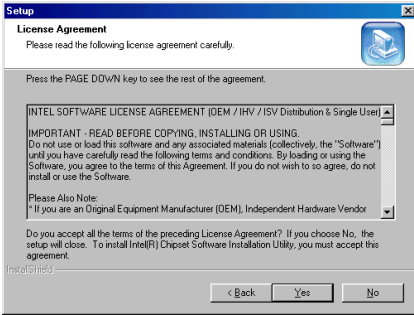 Setup
License Agreement
Please read the following license agreement carefully.
Press the PAGE DOWN key to see the rest of the agreement.
INTEL SOFTWARE LICENSE AGREEMENT (OEM / IHV / ISV Distribution & Single User)
IMPORTANT - READ BEFORE COPYING, INSTALLING OR USING.
Do not use or load this software and any associated materials (collectively, the "Software")
until you have carefully read the following terms and conditions. By loading or using the
Software, you agree to the terms of this Agreement. If you do not wish to so agree, do not
install or use the Software.
Please Also Note:
* If you are an Original Equipment Manufacturer (OEM), Independent Hardware Vendor
Do you accept all the terms of the preceding License Agreement? If you choose No, the
setup will close. To install Intel(R) Chipset Software Installation Utility, you must accept this
agreement.
InstallShield
< Back Yes No